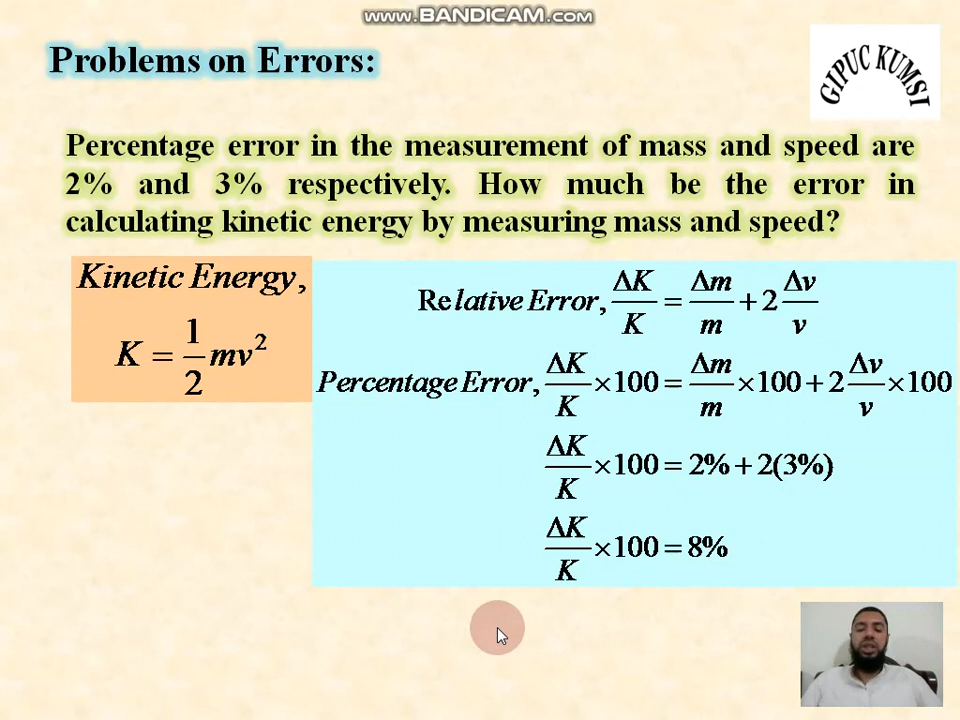 www.BANDICAM.com
Problems on Errors:
GIPUC KUMSI
Percentage error in the measurement of mass and speed are
2% and 3% respectively. How much be the error in
calculating kinetic energy by measuring mass and speed?
Kinetic Energy,
K = 1/2 mv²
Relative Error, ΔK/K = Δm/m + 2 Δv/v
Percentage Error, ΔK/K ×100 = Δm/m ×100 + 2 Δv/v ×100
ΔK/K ×100 = 2% + 2(3%)
ΔK/K ×100 = 8%